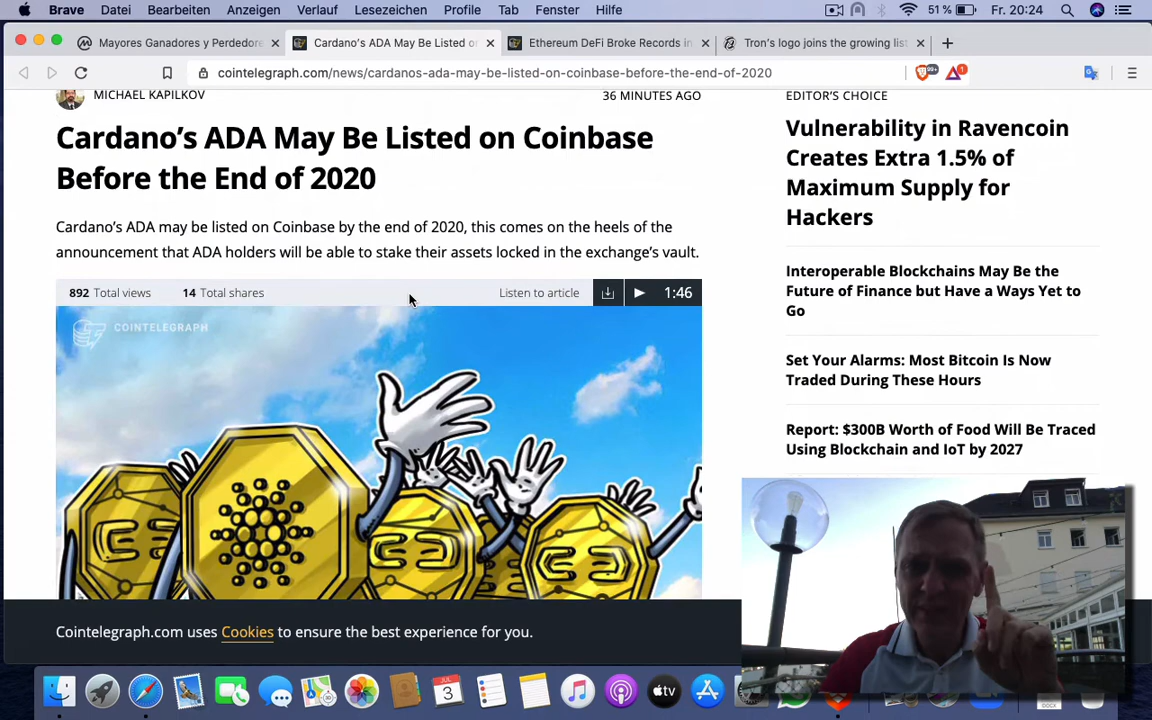 Brave Datei Bearbeiten Anzeigen Verlauf Lesezeichen Profile Tab Fenster Hilfe 51 % Fr. 20:24
Mayores Ganadores y Perdedore
Cardano's ADA May Be Listed o
Ethereum DeFi Broke Records in
Tron's logo joins the growing list
cointelegraph.com/news/cardanos-ada-may-be-listed-on-coinbase-before-the-end-of-2020
99+
1
MICHAEL KAPILKOV
36 MINUTES AGO
Cardano's ADA May Be Listed on Coinbase
Before the End of 2020
Cardano's ADA may be listed on Coinbase by the end of 2020, this comes on the heels of the
announcement that ADA holders will be able to stake their assets locked in the exchange's vault.
892 Total views 14 Total shares Listen to article 1:46
COINTELEGRAPH
EDITOR'S CHOICE
Vulnerability in Ravencoin
Creates Extra 1.5% of
Maximum Supply for
Hackers
Interoperable Blockchains May Be the
Future of Finance but Have a Ways Yet to
Go
Set Your Alarms: Most Bitcoin Is Now
Traded During These Hours
Report: $300B Worth of Food Will Be Traced
Using Blockchain and IoT by 2027
Cointelegraph.com uses Cookies to ensure the best experience for you.
JUL
3
tv
DOCX